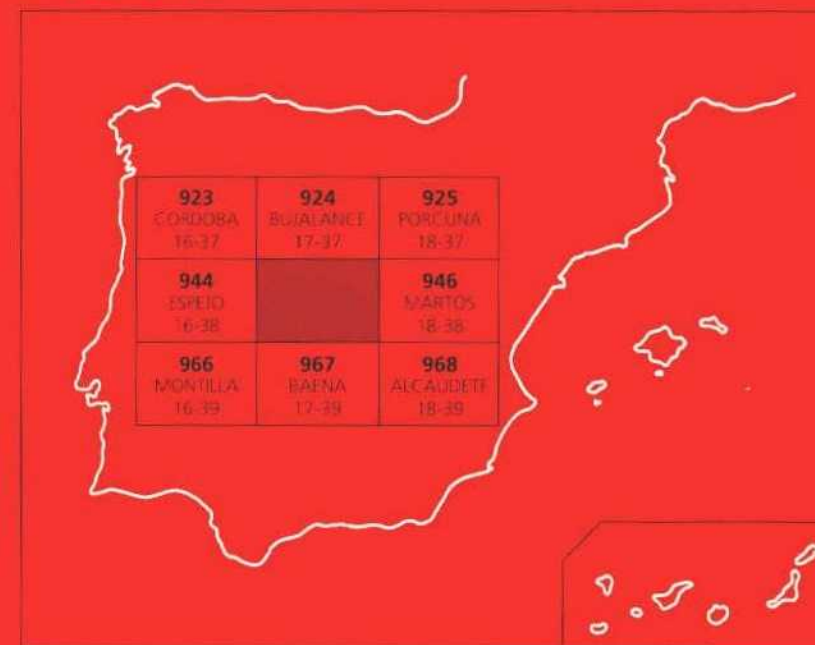 923
CORDOBA
16-37
924
BUJALANCE
17-37
925
PORCUNA
18-37
944
ESPEJO
16-38
946
MARTOS
18-38
966
MONTILLA
16-39
967
BAENA
17-39
968
ALCAUDETE
18-39